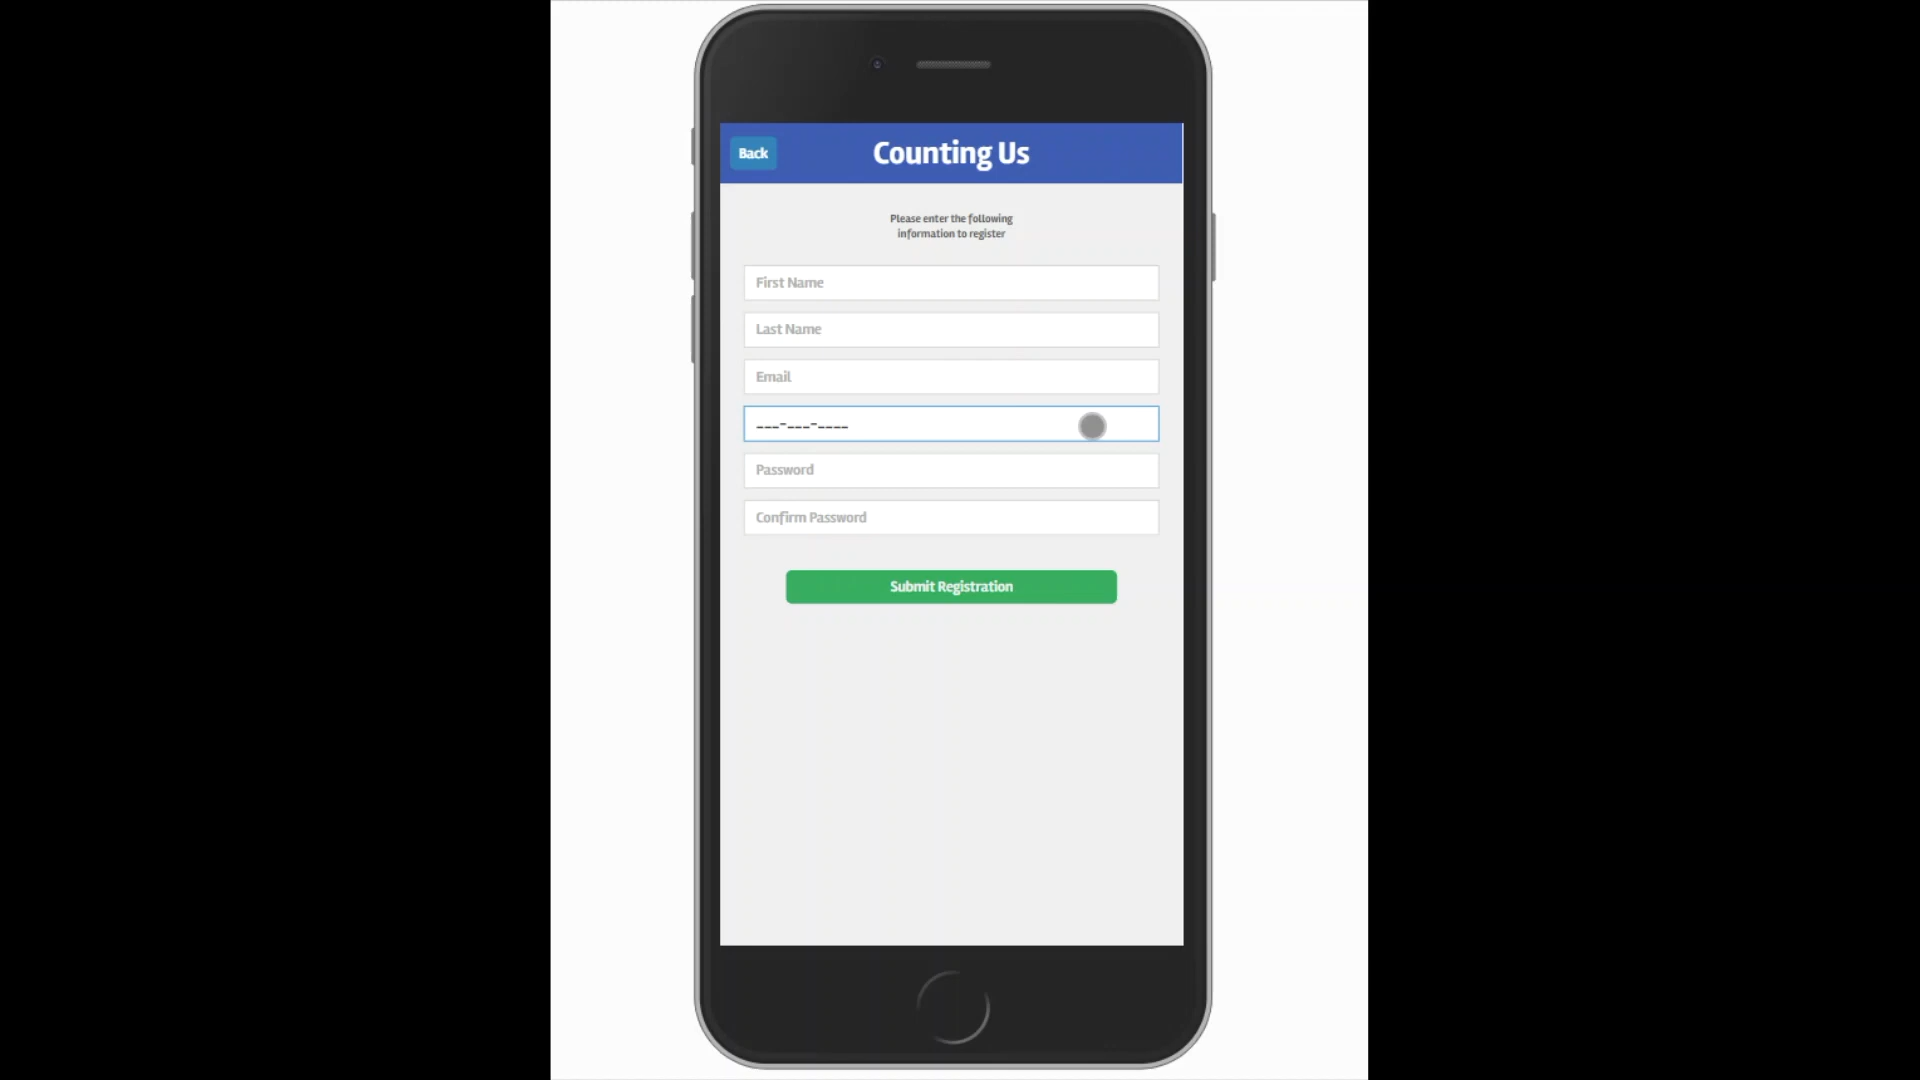 Back
Counting Us
Please enter the following
information to register
First Name
Last Name
Email
___-___-____
Password
Confirm Password
Submit Registration